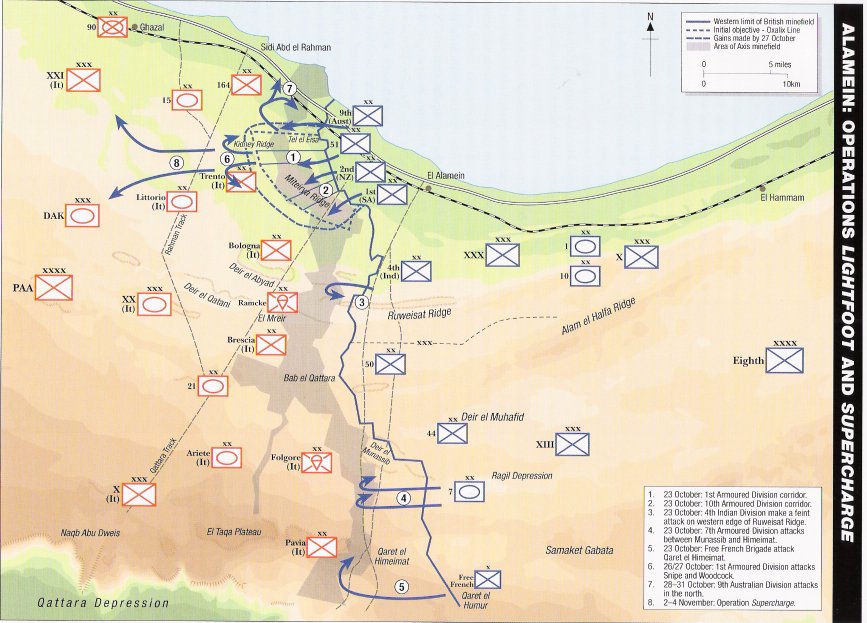 ALAMEIN: OPERATIONS LIGHTFOOT AND SUPERCHARGE
N
Western limit of British minefield
Initial objective - Oxalix Line
Gains made by 27 October
Area of Axis minefield
0 5 miles
0 10km
xx
90
Ghazal
Sidi Abd el Rahman
xxx
XXI
(It)
xx
15
xx
164
7
xx
9th
(Aust)
xx
51
Kidney Ridge
Tel el Eisa
8
6
1
xx
2nd
(NZ)
xx
Trento
(It)
Miteirya Ridge
2
xx
1st
(SA)
El Alamein
El Hammam
xx
Littorio
(It)
xxx
DAK
Rahman Track
xx
Bologna
(It)
xx
4th
(Ind)
xxx
XXX
xx
1
xx
10
xxx
X
xxxx
PAA
Deir el Abyad
Deir el Qatani
xxx
XX
(It)
xx
Ramcke
El Mreir
3
Ruweisat Ridge
Alam el Halfa Ridge
xx
Brescia
(It)
xxx
xxxx
Eighth
xx
50
xx
21
Bab el Qattara
Deir el Muhafid
xx
44
xxx
XIII
Qattara Track
xx
Ariete
(It)
xx
Folgore
(It)
Deir el
Munassib
Ragil Depression
xx
7
4
xxx
X
(It)
Naqb Abu Dweis
El Taqa Plateau
xx
Pavia
(It)
Qaret el
Himeimat
Samaket Gabata
5
x
Free
French
Qaret el
Humur
Qattara Depression
1. 23 October: 1st Armoured Division corridor.
2. 23 October: 10th Armoured Division corridor.
3. 23 October: 4th Indian Division make a feint
attack on western edge of Ruweisat Ridge.
4. 23 October: 7th Armoured Division attacks
between Munassib and Himeimat.
5. 23 October: Free French Brigade attack
Qaret el Himeimat.
6. 26/27 October: 1st Armoured Division attacks
Snipe and Woodcock.
7. 28–31 October: 9th Australian Division attacks
in the north.
8. 2–4 November: Operation Supercharge.